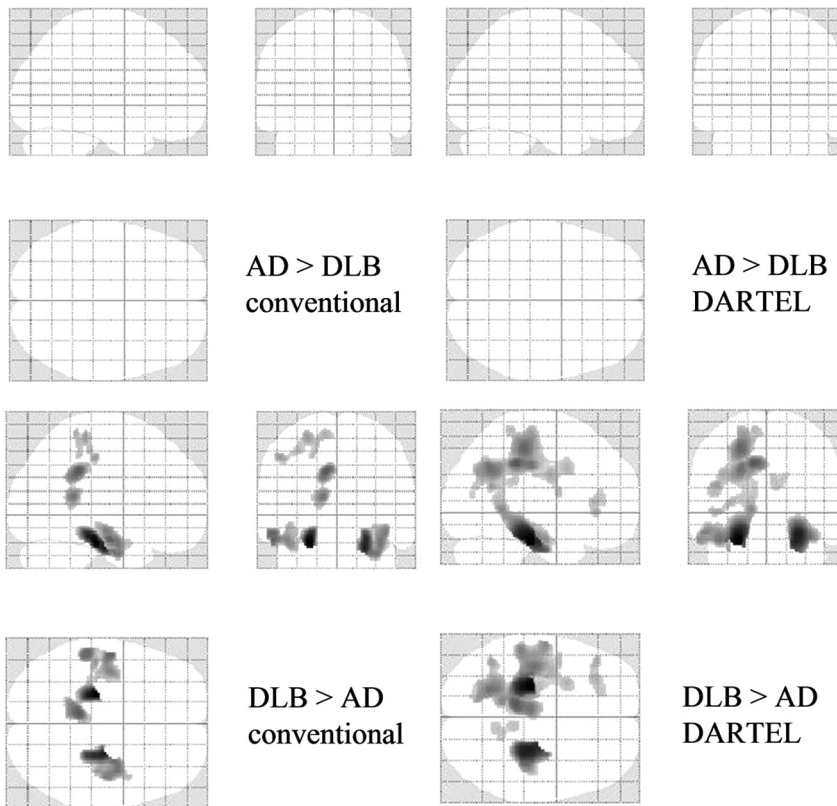 AD > DLB
conventional
AD > DLB
DARTEL
DLB > AD
conventional
DLB > AD
DARTEL